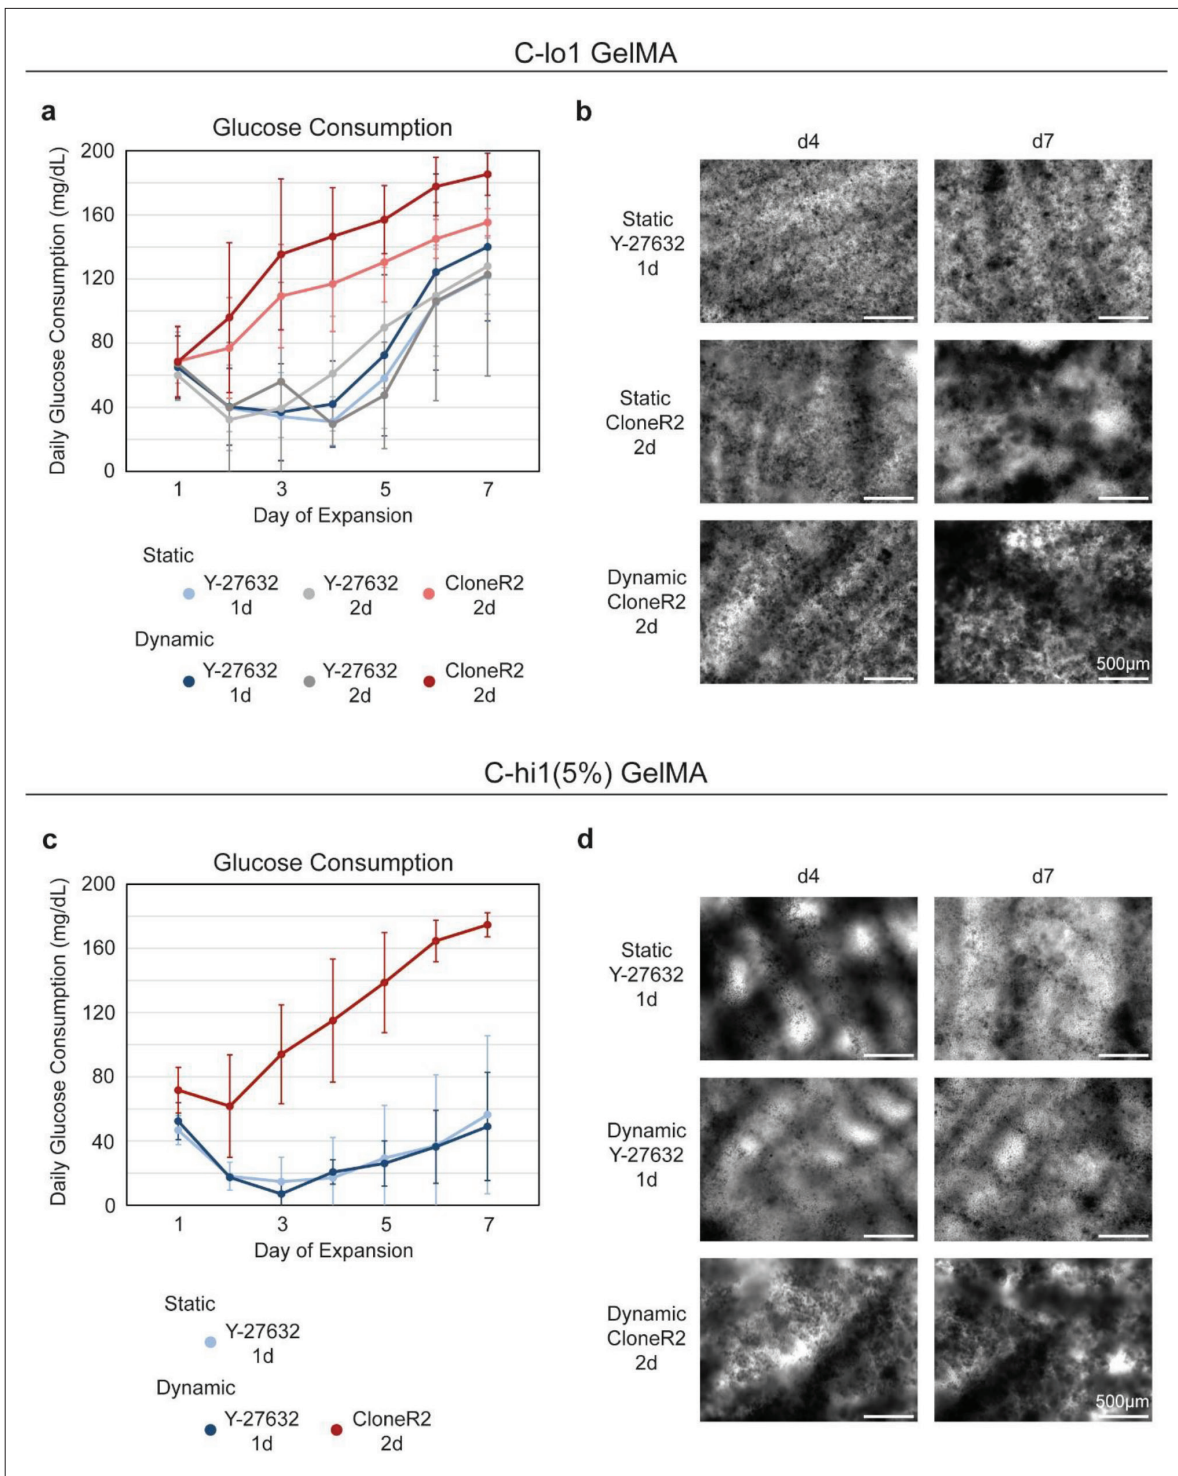 C-lo1 GelMA
a
Glucose Consumption
Daily Glucose Consumption (mg/dL)
200
160
120
80
40
0
1 3 5 7
Day of Expansion
Static
Y-27632 Y-27632 CloneR2
1d 2d 2d
Dynamic
Y-27632 Y-27632 CloneR2
1d 2d 2d
b
d4 d7
Static
Y-27632
1d
Static
CloneR2
2d
Dynamic
CloneR2
2d
500µm
C-hi1(5%) GelMA
c
Glucose Consumption
Daily Glucose Consumption (mg/dL)
200
160
120
80
40
0
1 3 5 7
Day of Expansion
Static
Y-27632
1d
Dynamic
Y-27632 CloneR2
1d 2d
d
d4 d7
Static
Y-27632
1d
Dynamic
Y-27632
1d
Dynamic
CloneR2
2d
500µm